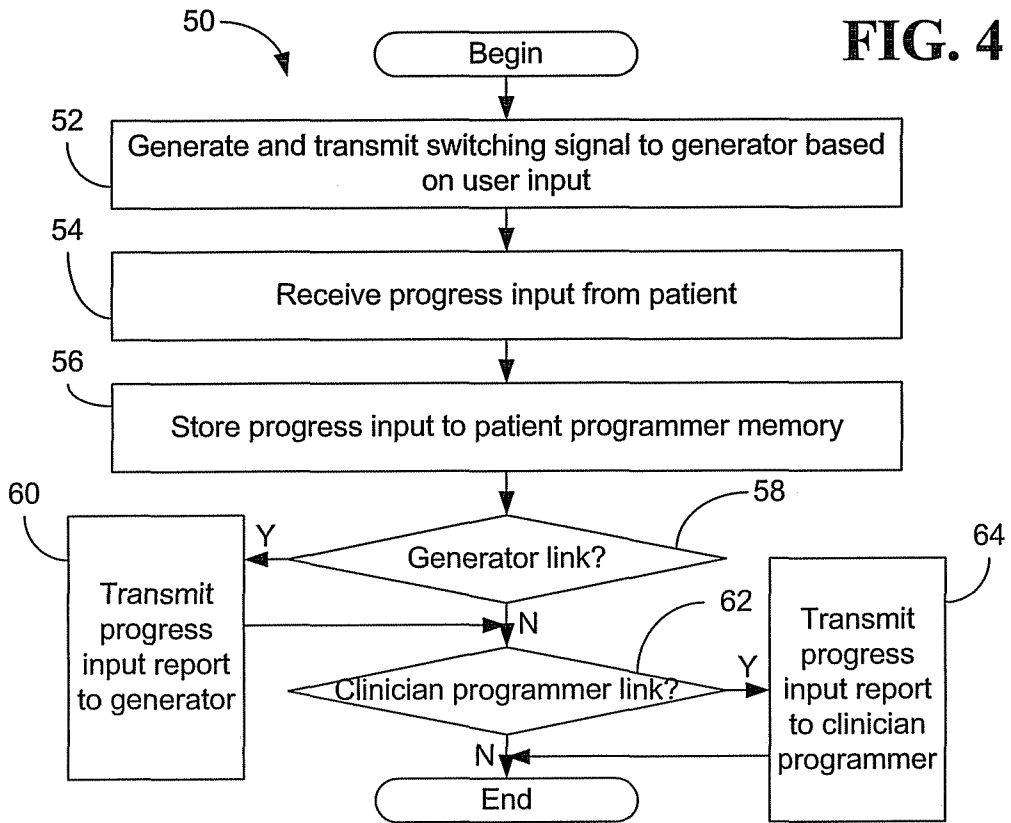 50
Begin
FIG. 4
52
Generate and transmit switching signal to generator based
on user input
54
Receive progress input from patient
56
Store progress input to patient programmer memory
60
58
Y
Generator link?
64
Transmit
progress
input report
to generator
N
62
Clinician programmer link?
Y
Transmit
progress
input report
to clinician
programmer
N
End